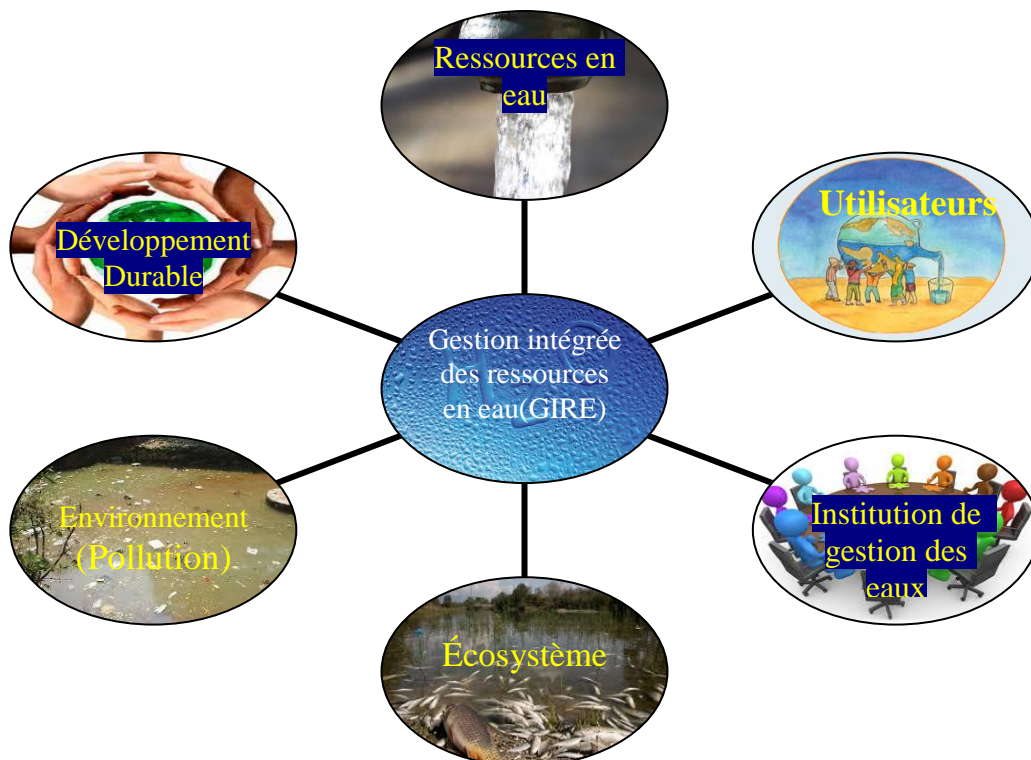 Ressources en
eau
Utilisateurs
Développement
Durable
Gestion intégrée
des ressources
en eau(GIRE)
Environnement
(Pollution)
Institution de
gestion des
eaux
Écosystème